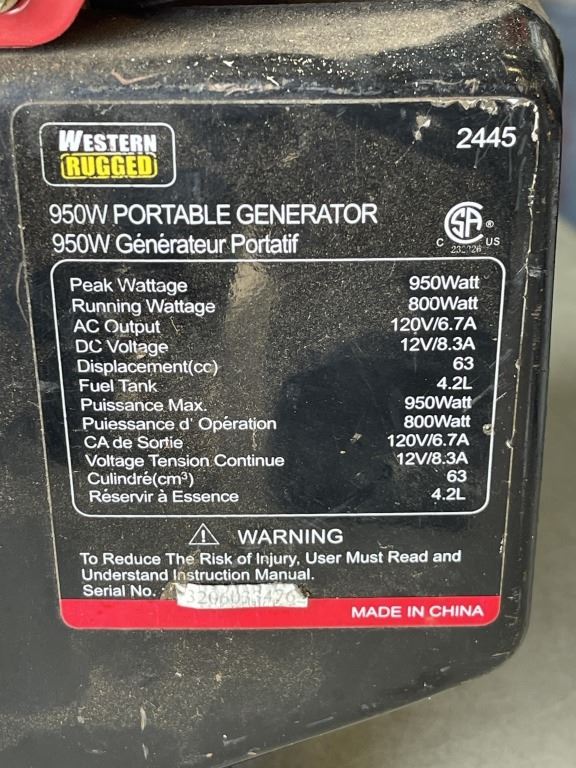 WESTERN
RUGGED
2445
950W PORTABLE GENERATOR
950W Générateur Portatif
SA ®
C US
Peak Wattage 950Watt
Running Wattage 800Watt
AC Output 120V/6.7A
DC Voltage 12V/8.3A
Displacement(cc) 63
Fuel Tank 4.2L
Puissance Max. 950Watt
Puiessance d' Opération 800Watt
CA de Sortie 120V/6.7A
Voltage Tension Continue 12V/8.3A
Culindré(cm³) 63
Réservir à Essence 4.2L
WARNING
To Reduce The Risk of Injury, User Must Read and
Understand Instruction Manual.
Serial No.
MADE IN CHINA